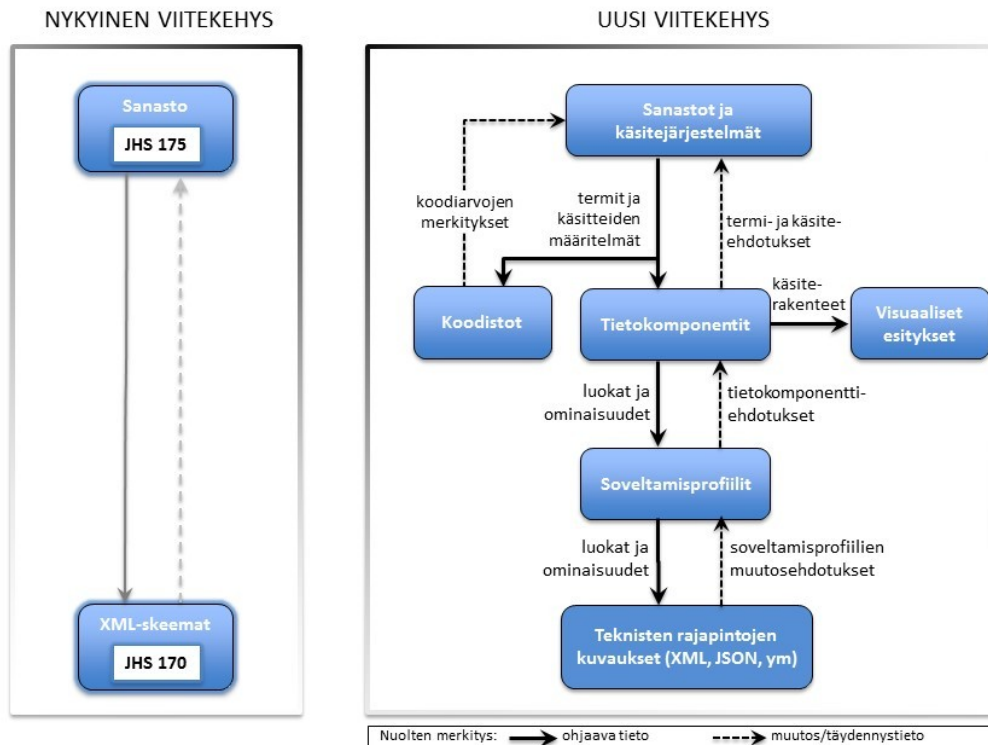 NYKYINEN VIITEKEHYS
Sanasto
JHS 175
XML-skeemat
JHS 170
UUSI VIITEKEHYS
Sanastot ja
käsitejärjestelmät
koodiarvojen
merkitykset
termit ja
käsitteiden
määritelmät
termi- ja käsite-
ehdotukset
Koodistot
Tietokomponentit
käsite-
rakenteet
Visuaaliset
esitykset
luokat ja
ominaisuudet
tietokomponentti-
ehdotukset
Soveltamisprofiilit
luokat ja
ominaisuudet
soveltamisprofiilien
muutosehdotukset
Teknisten rajapintojen
kuvaukset (XML, JSON, ym)
Nuolten merkitys: ohjaava tieto muutos/täydennystieto